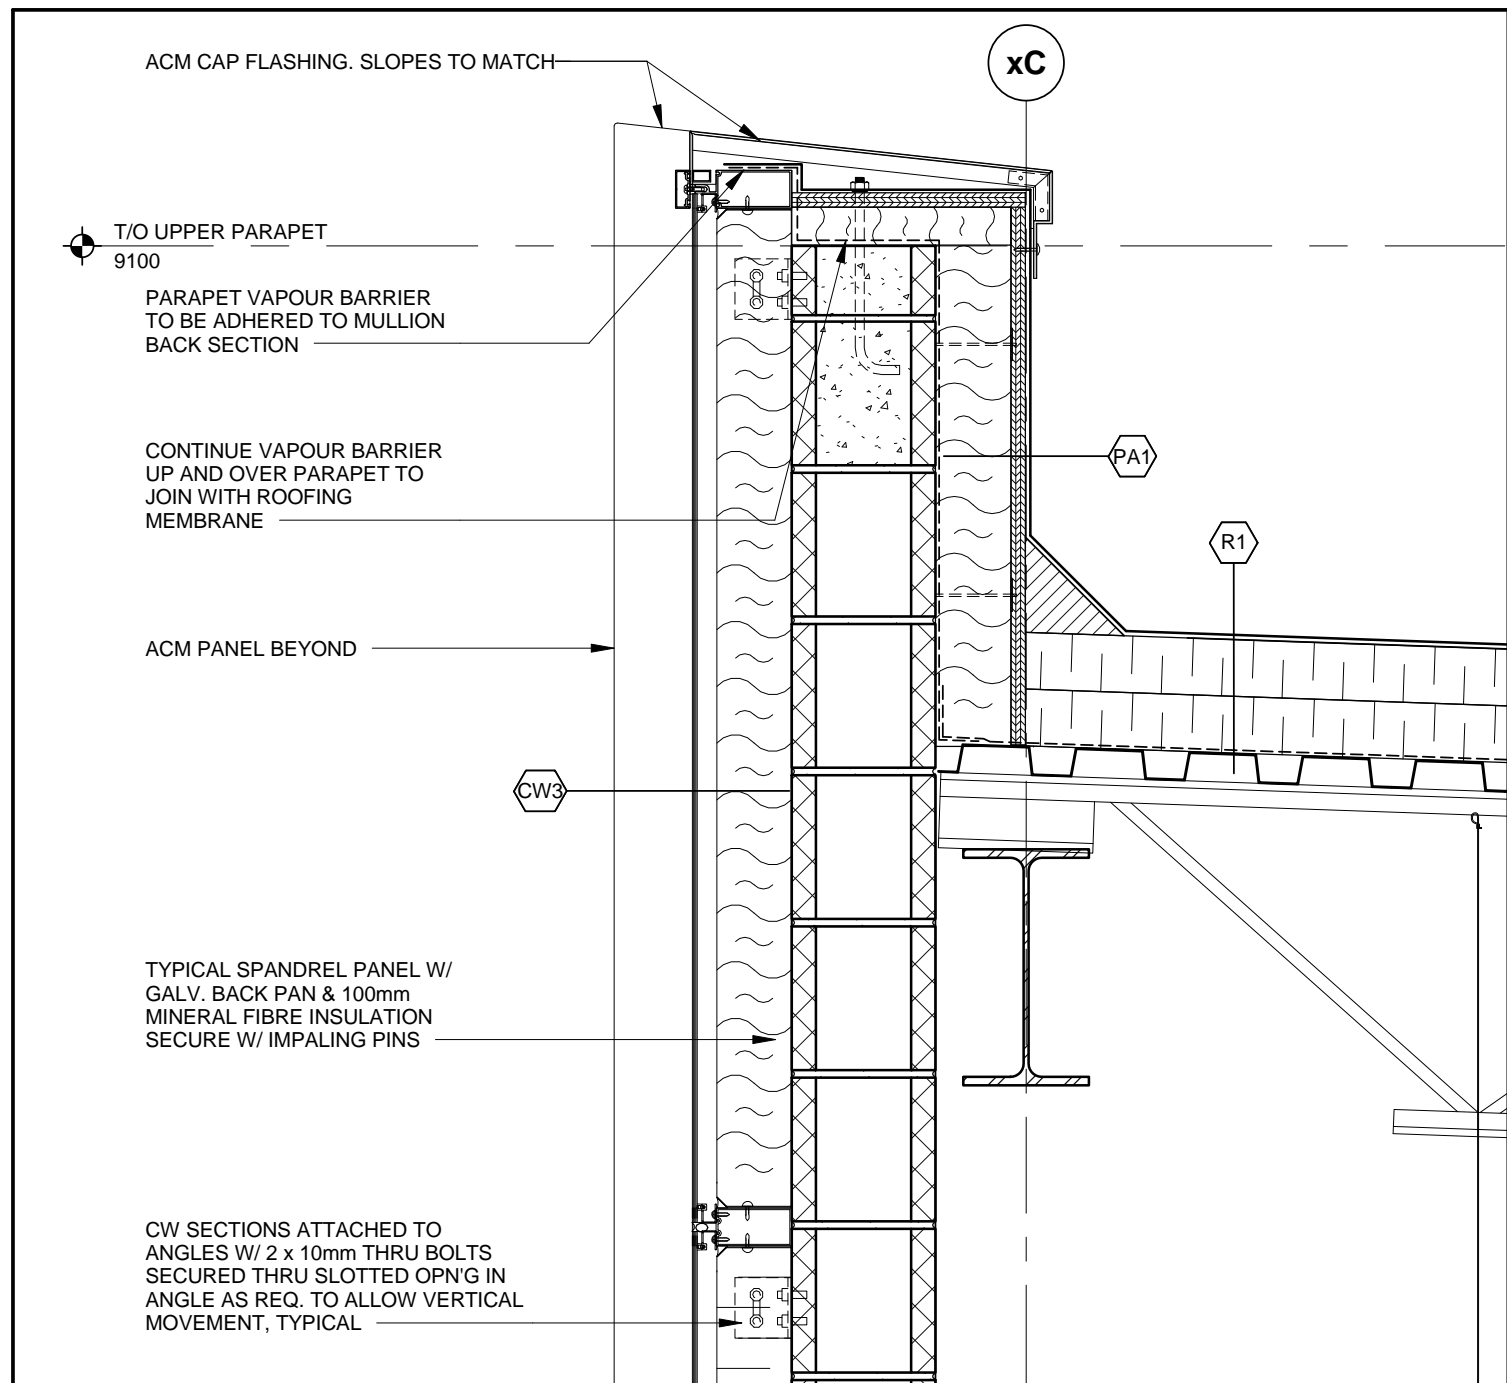 ACM CAP FLASHING. SLOPES TO MATCH
xC
T/O UPPER PARAPET
9100
PARAPET VAPOUR BARRIER
TO BE ADHERED TO MULLION
BACK SECTION
CONTINUE VAPOUR BARRIER
UP AND OVER PARAPET TO
JOIN WITH ROOFING
MEMBRANE
PA1
R1
ACM PANEL BEYOND
CW3
TYPICAL SPANDREL PANEL W/
GALV. BACK PAN & 100mm
MINERAL FIBRE INSULATION
SECURE W/ IMPALING PINS
CW SECTIONS ATTACHED TO
ANGLES W/ 2 x 10mm THRU BOLTS
SECURED THRU SLOTTED OPN'G IN
ANGLE AS REQ. TO ALLOW VERTICAL
MOVEMENT, TYPICAL